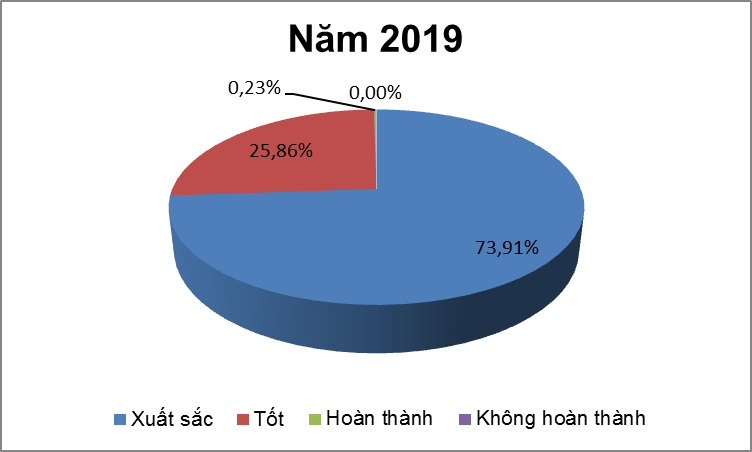 Năm 2019
0,23%
0,00%
25,86%
73,91%
Xuất sắc
Tốt
Hoàn thành
Không hoàn thành